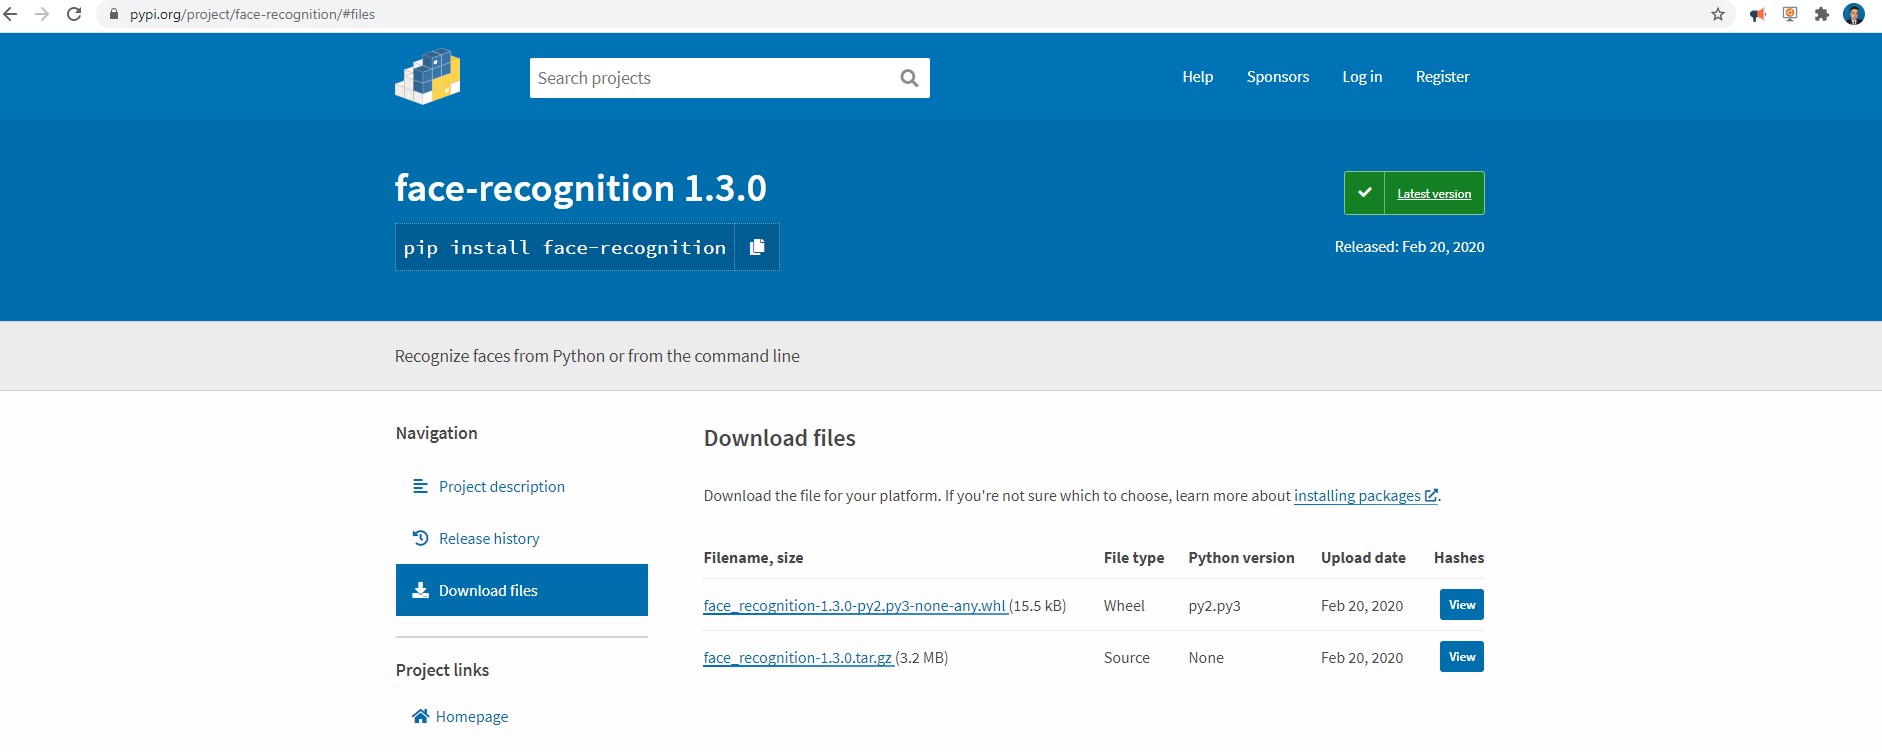 pypi.org/project/face-recognition/#files
Search projects
Help Sponsors Log in Register
face-recognition 1.3.0
pip install face-recognition
Latest version
Released: Feb 20, 2020
Recognize faces from Python or from the command line
Navigation
Project description
Release history
Download files
Project links
Homepage
Download files
Download the file for your platform. If you're not sure which to choose, learn more about installing packages.
Filename, size File type Python version Upload date Hashes
face_recognition-1.3.0-py2.py3-none-any.whl (15.5 kB) Wheel py2.py3 Feb 20, 2020 View
face_recognition-1.3.0.tar.gz (3.2 MB) Source None Feb 20, 2020 View